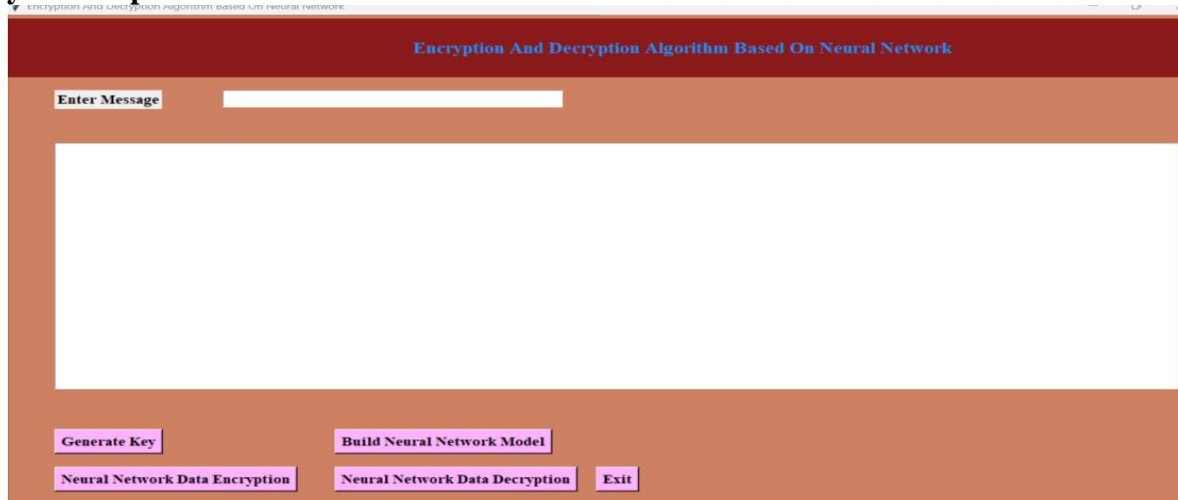 Encryption And Decryption Algorithm Based On Neural Network
Encryption And Decryption Algorithm Based On Neural Network
Enter Message
Generate Key
Build Neural Network Model
Neural Network Data Encryption
Neural Network Data Decryption
Exit